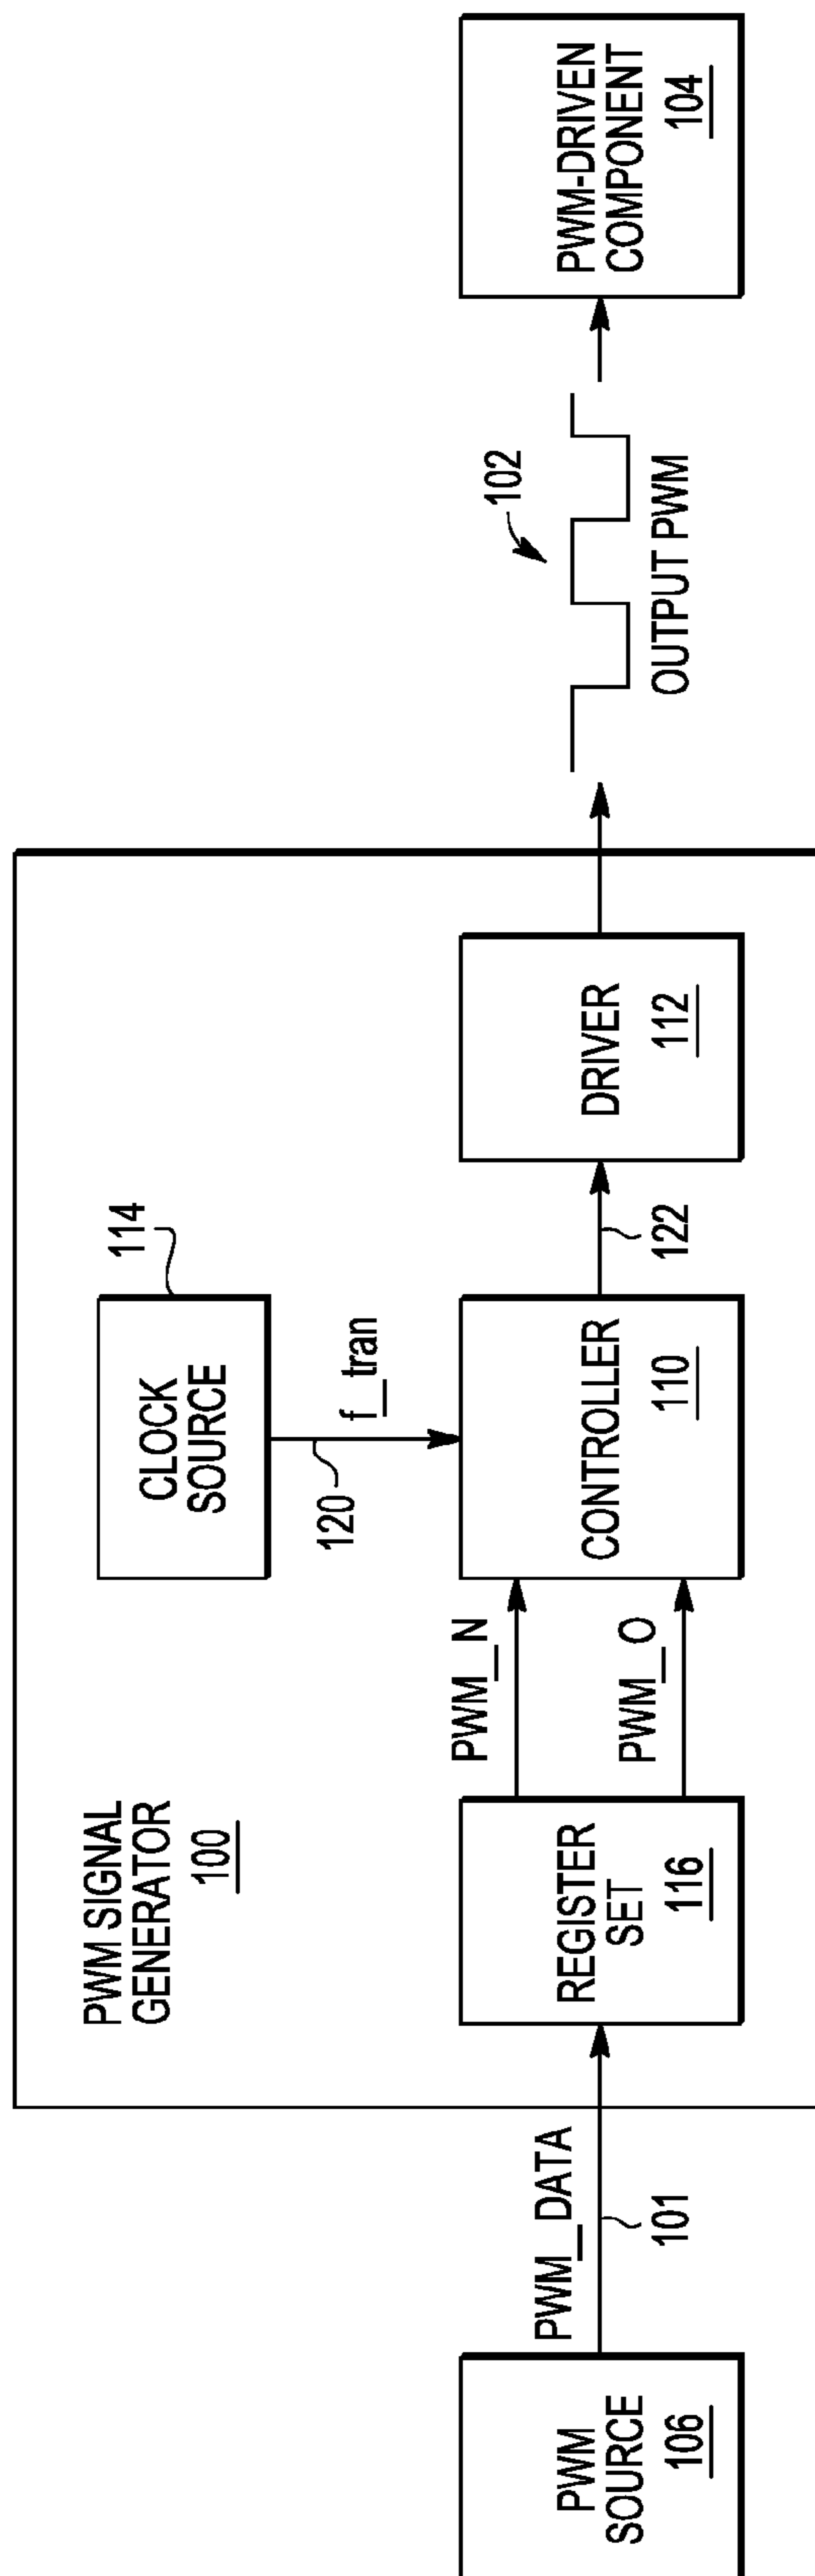 PWM SIGNAL
GENERATOR
100
CLOCK
SOURCE
114
120
f_tran
PWM
SOURCE
106
PWM_DATA
101
REGISTER
SET
116
PWM_N
PWM_O
CONTROLLER
110
122
DRIVER
112
102
OUTPUT PWM
PWM-DRIVEN
COMPONENT
104